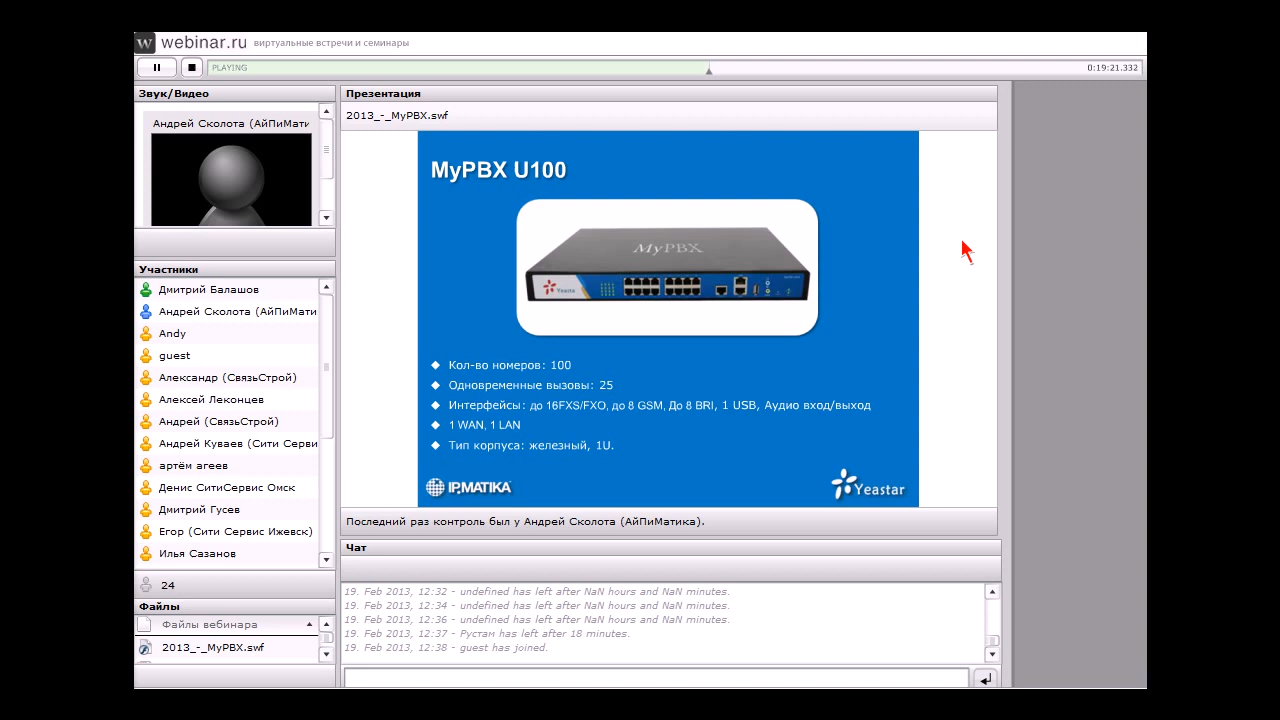 webinar.ru виртуальные встречи и семинары
PLAYING
0:19:21.332
Звук/Видео
Андрей Сколота (АйПиМати
Участники
Дмитрий Балашов
Андрей Сколота (АйПиМати
Andy
guest
Александр (СвязьСтрой)
Алексей Леконцев
Андрей (СвязьСтрой)
Андрей Куваев (Сити Серви
артём агеев
Денис СитиСервис Омск
Дмитрий Гусев
Егор (Сити Сервис Ижевск)
Илья Сазанов
24
Файлы
Файлы вебинара
2013_-_MyPBX.swf
Презентация
2013_-_MyPBX.swf
MyPBX U100
MyPBX
Yeastar
Кол-во номеров: 100
Одновременные вызовы: 25
Интерфейсы: до 16FXS/FXO, до 8 GSM, До 8 BRI, 1 USB, Аудио вход/выход
1 WAN, 1 LAN
Тип корпуса: железный, 1U.
IPMATIKA
Yeastar
Последний раз контроль был у Андрей Сколота (АйПиМатика).
Чат
19. Feb 2013, 12:32 - undefined has left after NaN hours and NaN minutes.
19. Feb 2013, 12:34 - undefined has left after NaN hours and NaN minutes.
19. Feb 2013, 12:36 - undefined has left after NaN hours and NaN minutes.
19. Feb 2013, 12:37 - Рустам has left after 18 minutes.
19. Feb 2013, 12:38 - guest has joined.